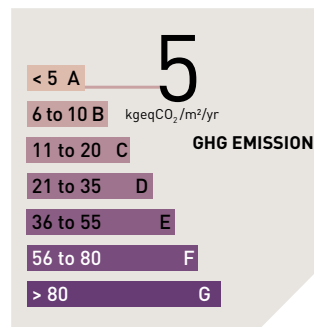 5
< 5 A
6 to 10 B
kgeqCO₂/m²/yr
GHG EMISSION
11 to 20 C
21 to 35 D
36 to 55 E
56 to 80 F
> 80 G